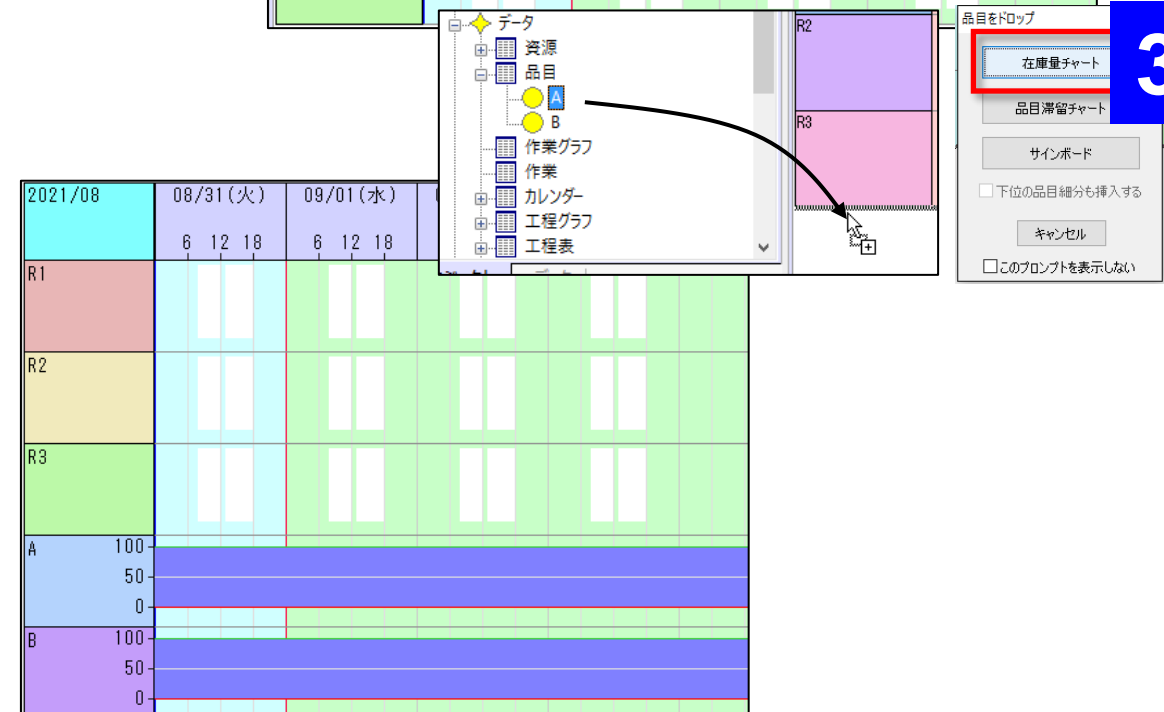 データ
資源
品目
A
B
作業グラフ
作業
カレンダー
工程グラフ
工程表
R2
R3
品目をドロップ
在庫量チャート
品目滞留チャート
サインボード
下位の品目細分も挿入する
キャンセル
このプロンプトを表示しない
3
2021/08
08/31(火)
09/01(水)
6 12 18
6 12 18
R1
R2
R3
A
100
50
0
B
100
50
0